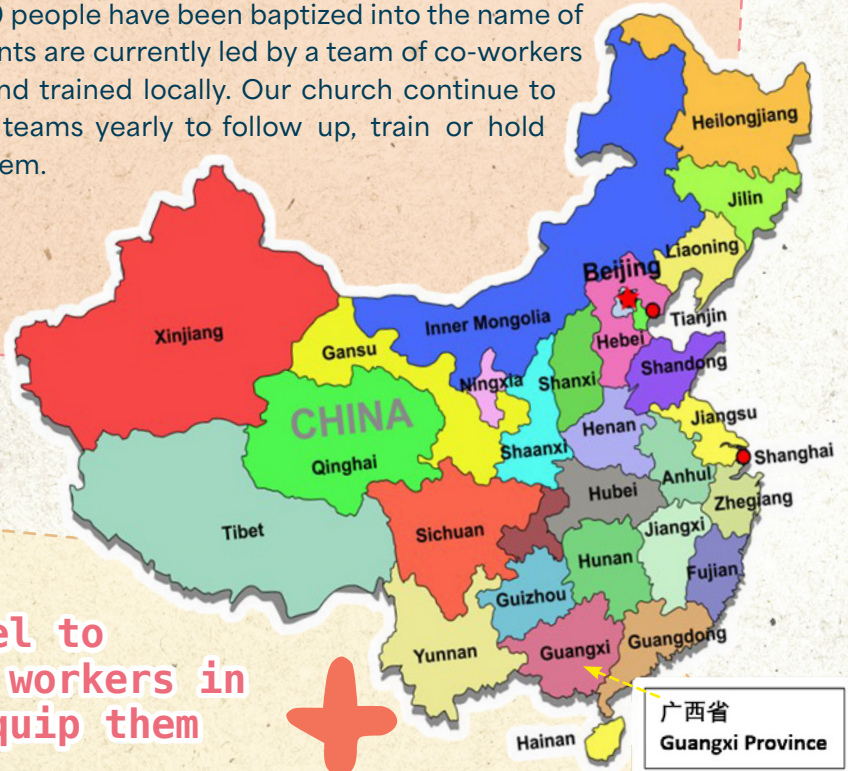 ) people have been baptized into the name of
nts are currently led by a team of co-workers
nd trained locally. Our church continue to
teams yearly to follow up, train or hold
em.
Heilongjiang
Jilin
Liaoning
Beijing
Tianjin
Inner Mongolia
Xinjiang
Gansu
Hebei
Shandong
Ningxia
Shanxi
CHINA
Jiangsu
Henan
Shaanxi
Shanghai
Qinghai
Anhul
Hubei
Zhegiang
Tibet
Sichuan
Jiangxi
Hunan
Fujian
Guizhou
Guangdong
Yunnan
Guangxi
el to
workers in
quip them
广西省
Guangxi Province
Hainan